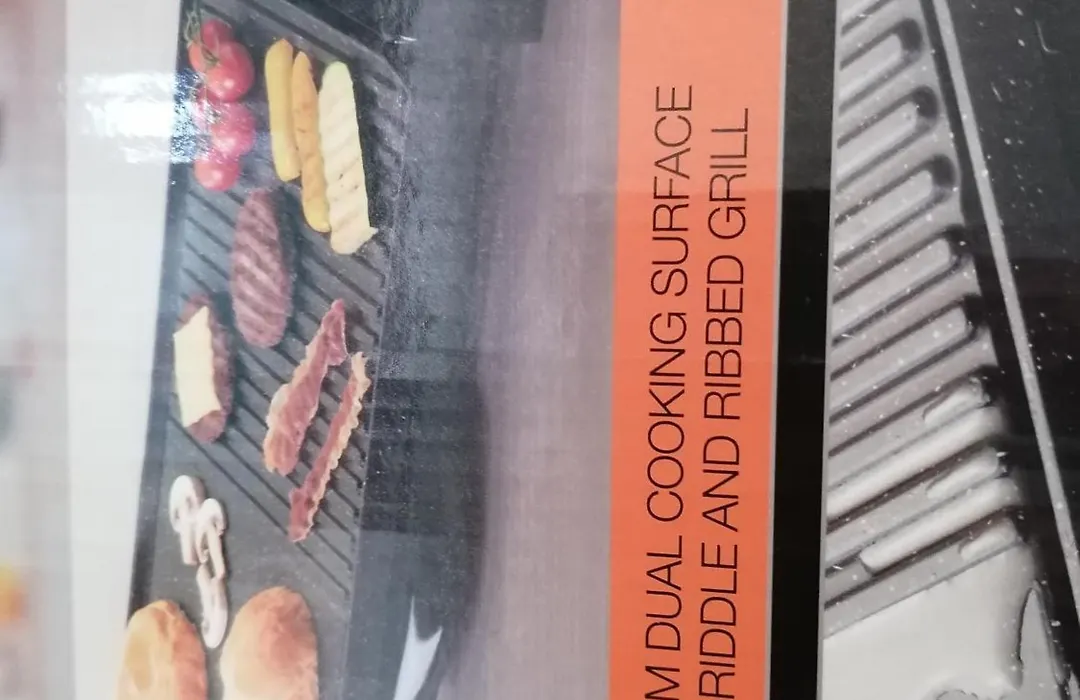 M DUAL COOKING SURFACE
RIDDLE AND RIBBED GRILL